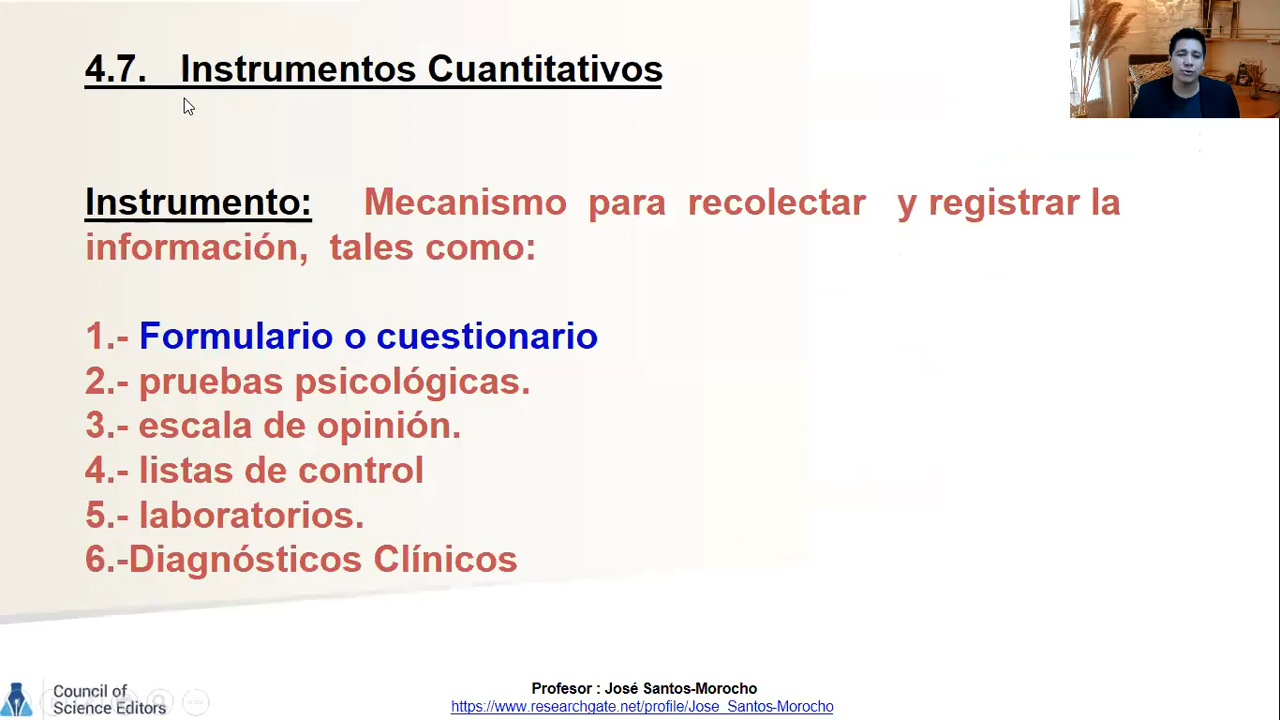 4.7. Instrumentos Cuantitativos
Instrumento: Mecanismo para recolectar y registrar la
información, tales como:
1.- Formulario o cuestionario
2.- pruebas psicológicas.
3.- escala de opinión.
4.- listas de control
5.- laboratorios.
6.-Diagnósticos Clínicos
Council of
Science Editors
Profesor : José Santos-Morocho
https://www.researchgate.net/profile/Jose_Santos-Morocho